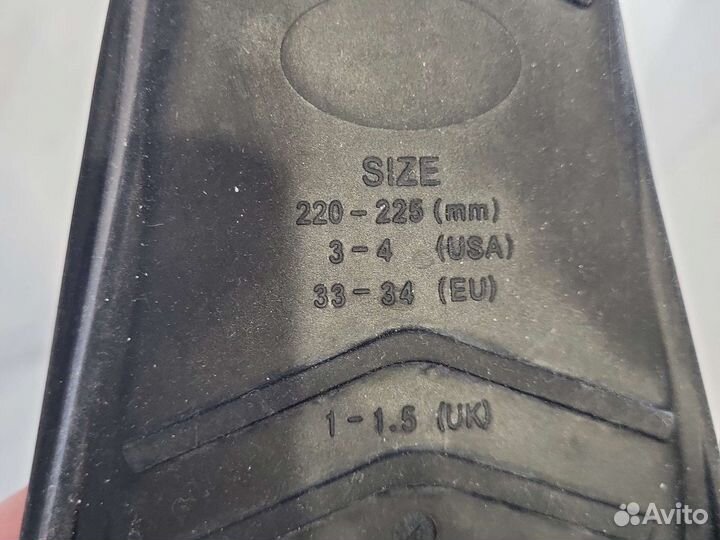 SIZE
220-225 (mm)
3-4 (USA)
33-34 (EU)
1-1.5 (UK)
Avito